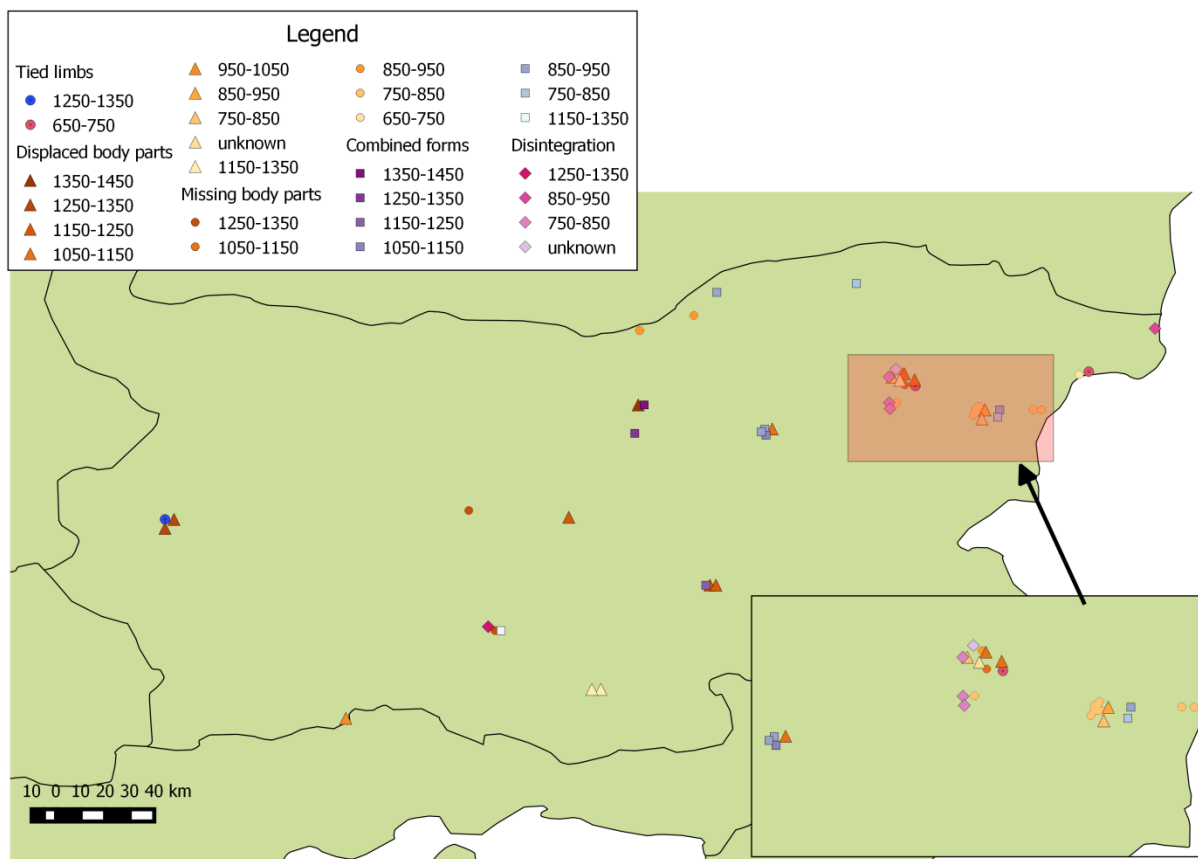 Legend
Tied limbs
1250-1350
650-750
Displaced body parts
1350-1450
1250-1350
1150-1250
1050-1150
950-1050
850-950
750-850
unknown
1150-1350
Missing body parts
1250-1350
1050-1150
850-950
750-850
650-750
Combined forms
1350-1450
1250-1350
1150-1250
1050-1150
850-950
750-850
1150-1350
Disintegration
1250-1350
850-950
750-850
unknown
10 0 10 20 30 40 km